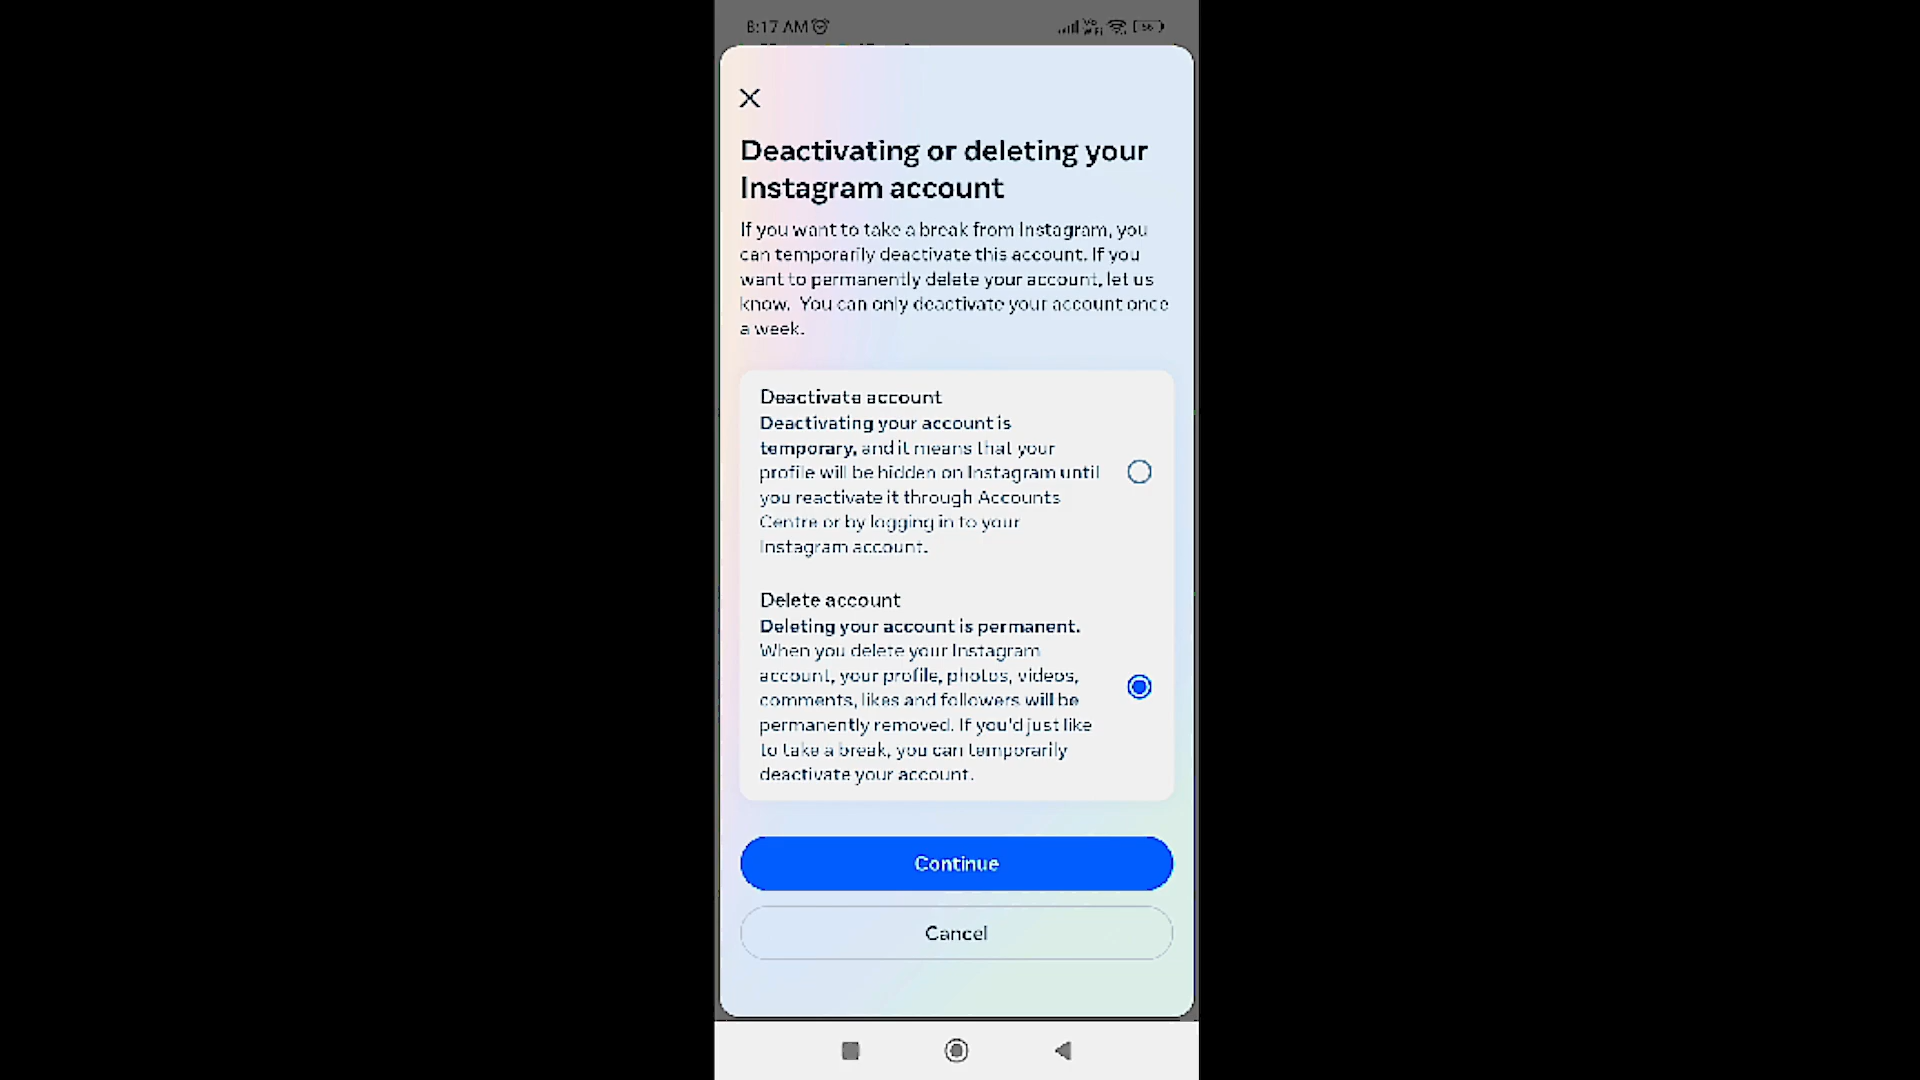 8:17 AM
Deactivating or deleting your
Instagram account
If you want to take a break from Instagram, you
can temporarily deactivate this account. If you
want to permanently delete your account, let us
know. You can only deactivate your account once
a week.
Deactivate account
Deactivating your account is
temporary, and it means that your
profile will be hidden on Instagram until
you reactivate it through Accounts
Centre or by logging in to your
Instagram account.
Delete account
Deleting your account is permanent.
When you delete your Instagram
account, your profile, photos, videos,
comments, likes and followers will be
permanently removed. If you'd just like
to take a break, you can temporarily
deactivate your account.
Continue
Cancel